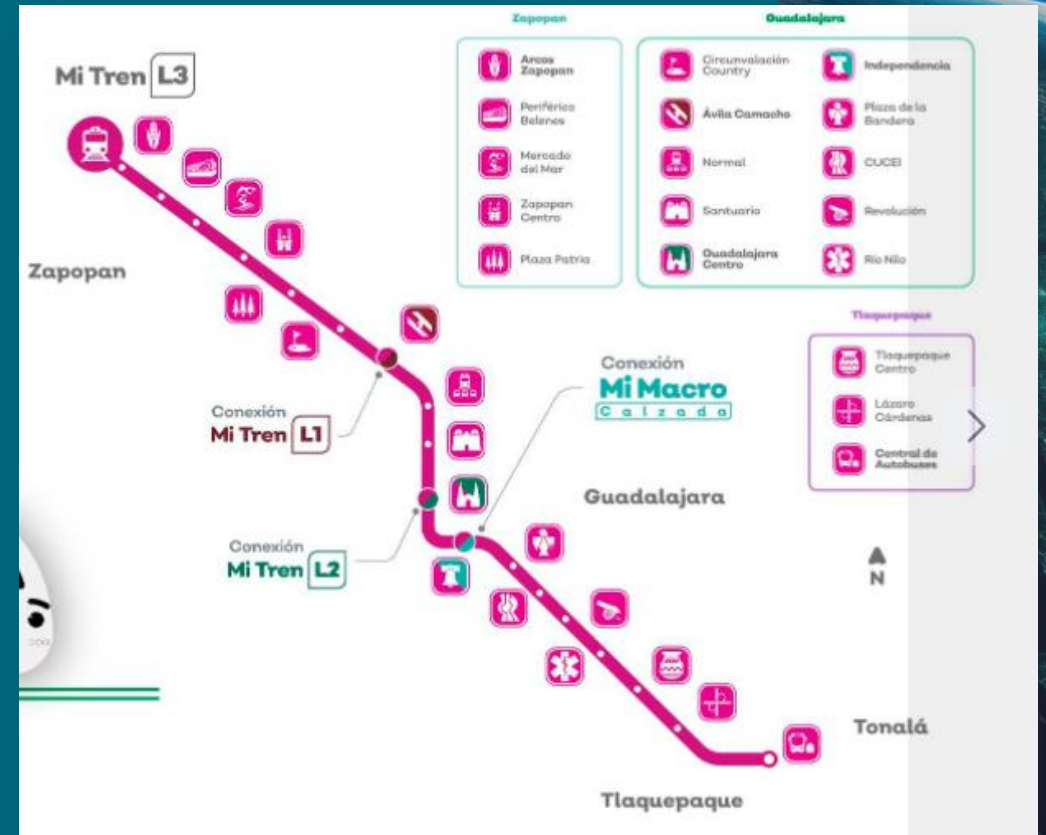 Zapopan
Guadalajara
Mi Tren L3
Arcos
Zapopan
Periférico
Belenes
Mercado
del Mar
Zapopan
Centro
Plaza Patria
Circunvalación
Country
Ávila Camacho
Normal
Santuario
Guadalajara
Centro
Independencia
Plaza de la
Bandera
CUCEI
Revolución
Río Nilo
Zapopan
Tlaquepaque
Tlaquepaque
Centro
Lázaro
Cárdenas
Central de
Autobuses
Conexión
Mi Macro
Calzada
Conexión
Mi Tren L1
Guadalajara
Conexión
Mi Tren L2
N
Tonalá
Tlaquepaque